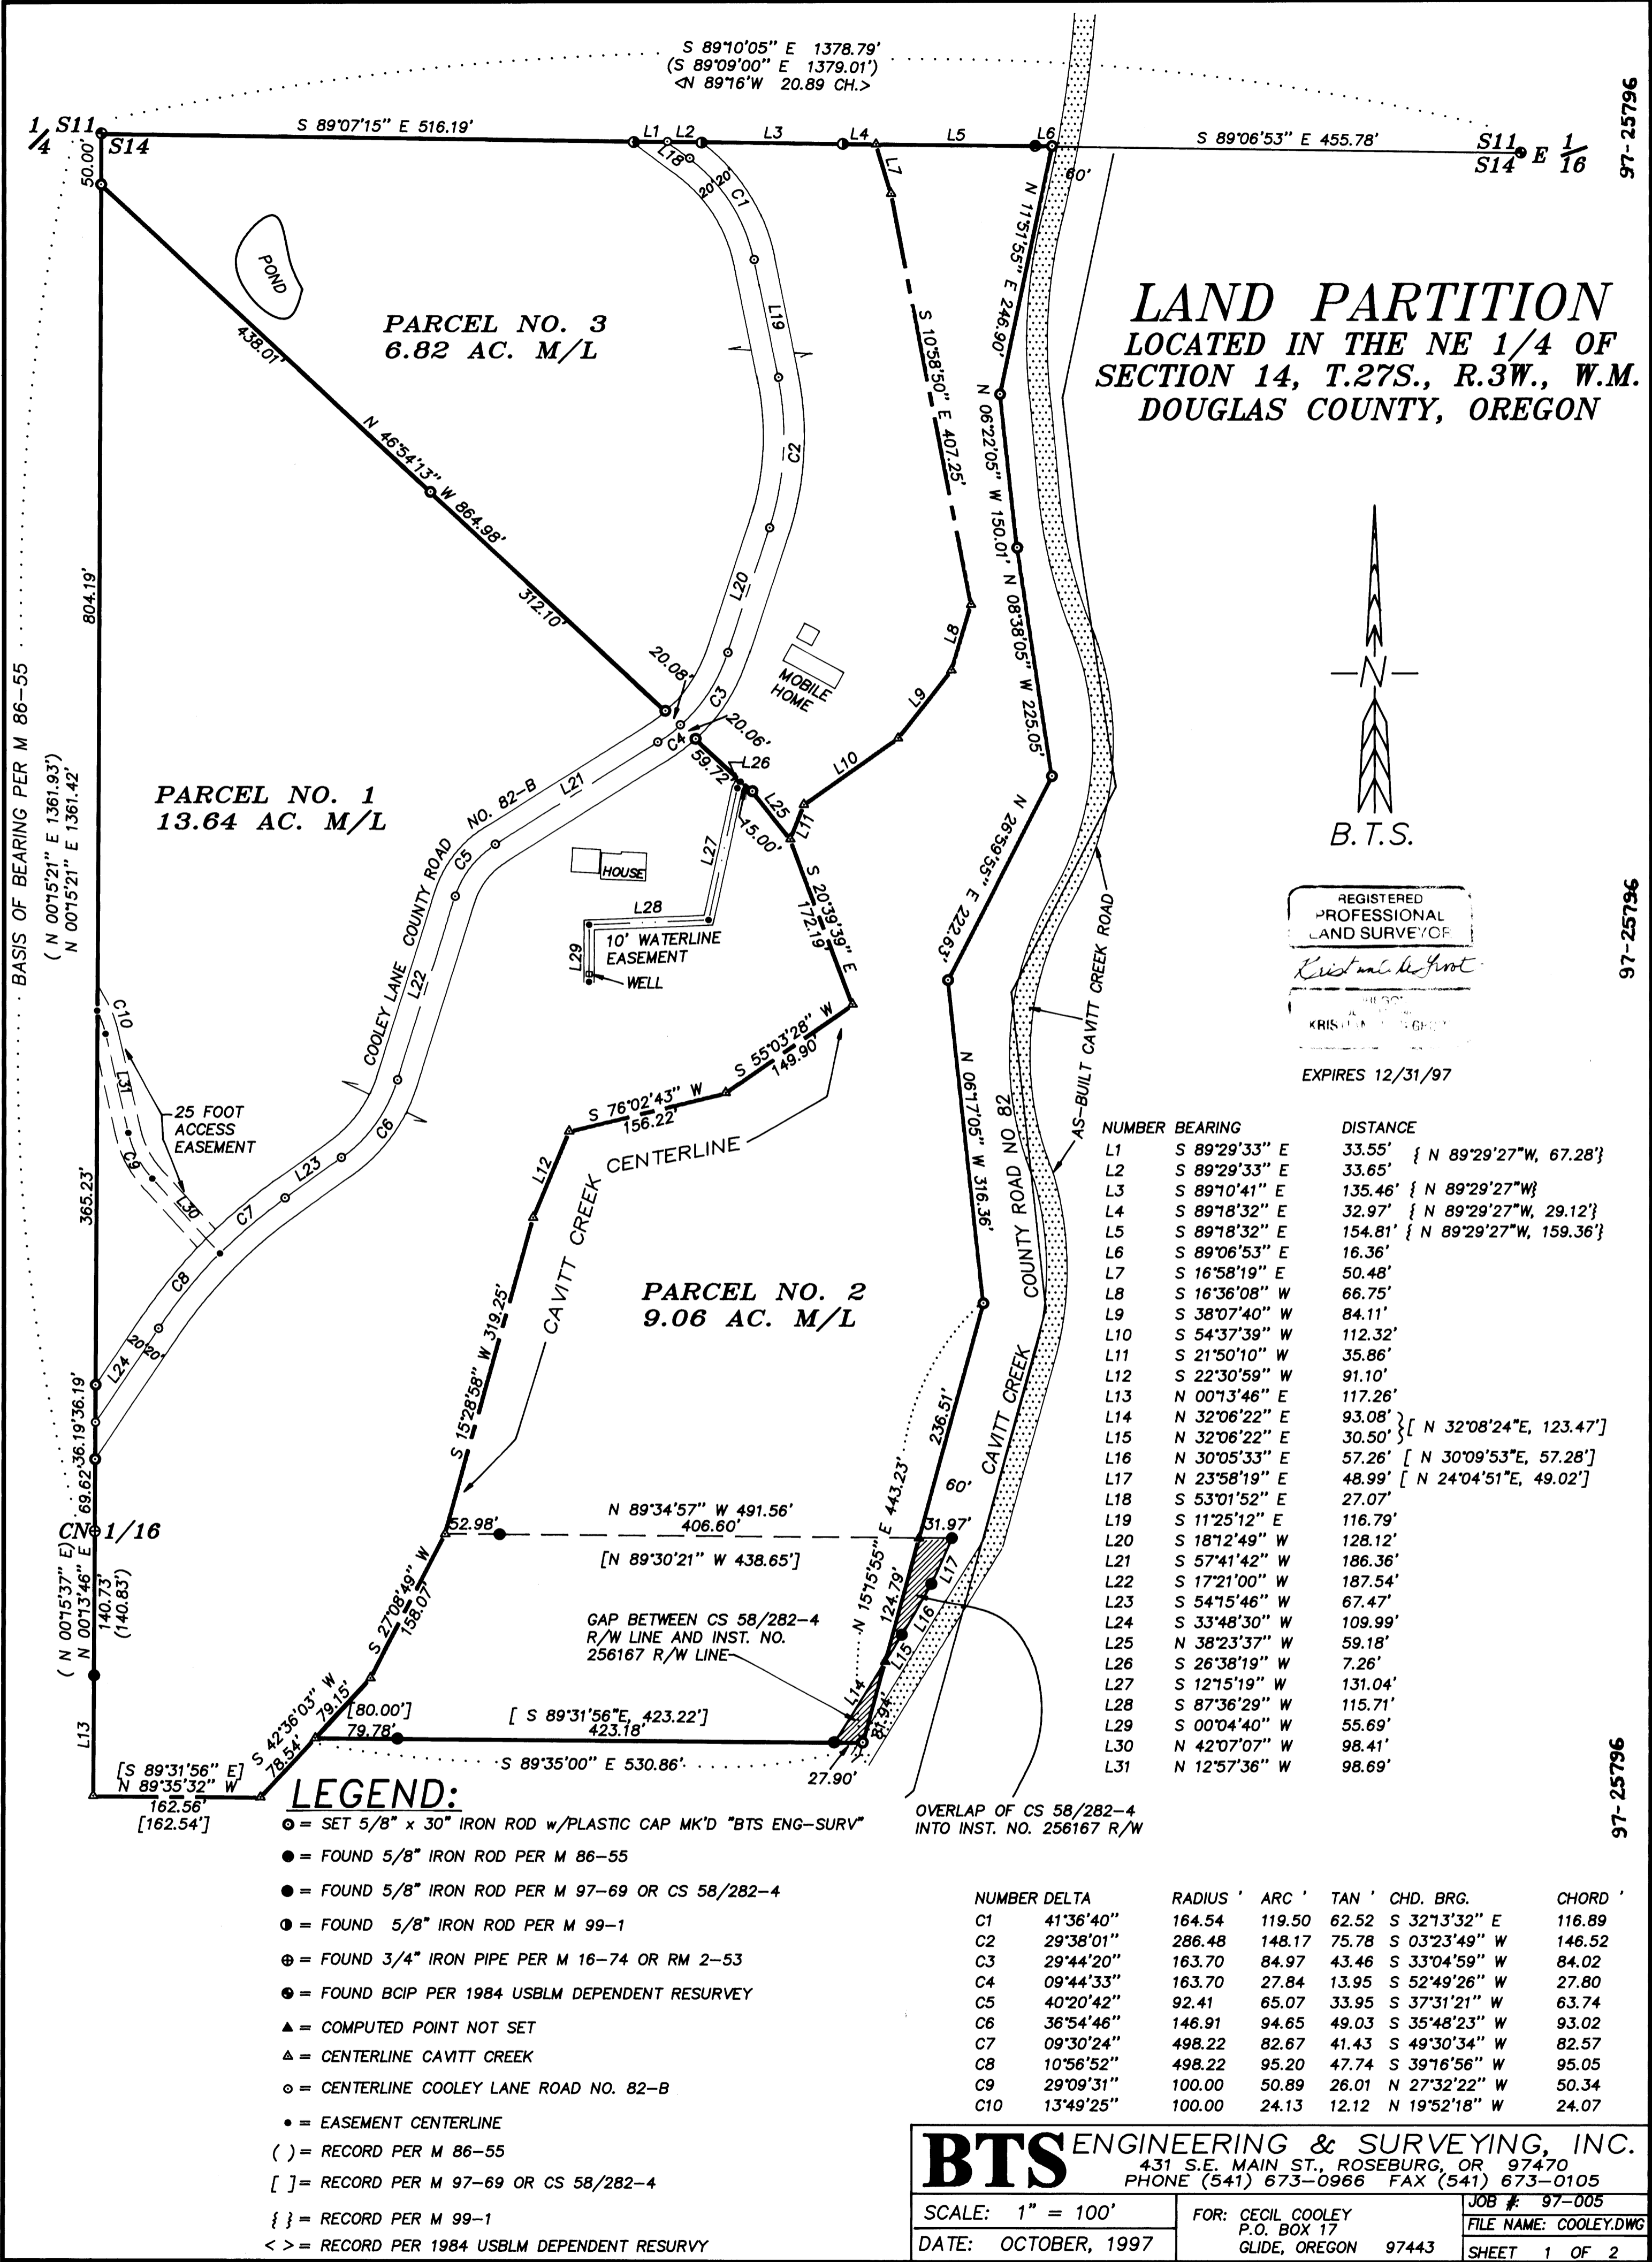 S 89°10'05" E 1378.79'
(S 89°09'00" E 1379.01')
<N 89°16'W 20.89 CH.>
1/4 S11
S14
S 89°07'15" E 516.19'
L1 L2 L3 L4 L5 L6
S 89°06'53" E 455.78'
S11
S14 E 1/16
97-25796
50.00'
L18
20' 20'
C1
L7
60'
N 11°51'55" E 246.90'
POND
438.01'
PARCEL NO. 3
6.82 AC. M/L
L19
S 10°58'50" E 407.25'
LAND PARTITION
LOCATED IN THE NE 1/4 OF
SECTION 14, T.27S., R.3W., W.M.
DOUGLAS COUNTY, OREGON
N 46°54'13" W 864.98'
C2
N 06°22'05" W 150.01'
804.19'
312.10'
L20
N 08°38'05" W 225.05'
BASIS OF BEARING PER M 86-55
20.08'
MOBILE
HOME
L8
N
C3
L9
20.06'
C4
( N 00°15'21" E 1361.93')
N 00°15'21" E 1361.42'
59.72'
L26
L10
L21
PARCEL NO. 1
13.64 AC. M/L
COOLEY LANE COUNTY ROAD NO. 82-B
L25
15.00'
L11
B.T.S.
C5
L27
HOUSE
S 20°39'39" E
172.19'
N 26°59'55" E 222.63'
L28
10' WATERLINE
EASEMENT
L29
WELL
REGISTERED
PROFESSIONAL
LAND SURVEYOR
EXPIRES 12/31/97
97-25796
L22
C10
L31
25 FOOT
ACCESS
EASEMENT
C9
L30
C6
L23
C7
C8
S 55°03'28" W
149.90'
S 76°02'43" W
156.22'
CAVITT CREEK CENTERLINE
L12
N 06°17'05" W 316.36'
COUNTY ROAD NO 82
CAVITT CREEK
AS-BUILT CAVITT CREEK ROAD
365.23'
PARCEL NO. 2
9.06 AC. M/L
NUMBER BEARING DISTANCE
L1 S 89°29'33" E 33.55' { N 89°29'27"W, 67.28'}
L2 S 89°29'33" E 33.65'
L3 S 89°10'41" E 135.46' { N 89°29'27"W}
L4 S 89°18'32" E 32.97' { N 89°29'27"W, 29.12'}
L5 S 89°18'32" E 154.81' { N 89°29'27"W, 159.36'}
L6 S 89°06'53" E 16.36'
L7 S 16°58'19" E 50.48'
L8 S 16°36'08" W 66.75'
L9 S 38°07'40" W 84.11'
L10 S 54°37'39" W 112.32'
L11 S 21°50'10" W 35.86'
L12 S 22°30'59" W 91.10'
L13 N 00°13'46" E 117.26'
L14 N 32°06'22" E 93.08' }[ N 32°08'24"E, 123.47']
L15 N 32°06'22" E 30.50'
L16 N 30°05'33" E 57.26' [ N 30°09'53"E, 57.28']
L17 N 23°58'19" E 48.99' [ N 24°04'51"E, 49.02']
L18 S 53°01'52" E 27.07'
L19 S 11°25'12" E 116.79'
L20 S 18°12'49" W 128.12'
L21 S 57°41'42" W 186.36'
L22 S 17°21'00" W 187.54'
L23 S 54°15'46" W 67.47'
L24 S 33°48'30" W 109.99'
L25 N 38°23'37" W 59.18'
L26 S 26°38'19" W 7.26'
L27 S 12°15'19" W 131.04'
L28 S 87°36'29" W 115.71'
L29 S 00°04'40" W 55.69'
L30 N 42°07'07" W 98.41'
L31 N 12°57'36" W 98.69'
20' 20'
L24
36.19'
36.19'
69.62'
CN 1/16
S 15°28'58" W 319.25'
236.51'
N 15°15'55" E 443.23'
60'
52.98'
N 89°34'57" W 491.56'
406.60'
[N 89°30'21" W 438.65']
31.97'
124.79'
L17
L16
L15
L14
81.94'
( N 00°15'37" E)
N 00°13'46" E
140.73'
(140.83')
S 27°08'49" W
158.07'
GAP BETWEEN CS 58/282-4
R/W LINE AND INST. NO.
256167 R/W LINE
L13
S 42°36'03" W
79.15'
78.54'
[80.00']
79.78'
[ S 89°31'56"E, 423.22']
423.18'
S 89°35'00" E 530.86'
27.90'
[S 89°31'56" E]
N 89°35'32" W
162.56'
[162.54']
OVERLAP OF CS 58/282-4
INTO INST. NO. 256167 R/W
97-25796
LEGEND:
= SET 5/8" x 30" IRON ROD w/PLASTIC CAP MK'D "BTS ENG-SURV"
= FOUND 5/8" IRON ROD PER M 86-55
= FOUND 5/8" IRON ROD PER M 97-69 OR CS 58/282-4
= FOUND 5/8" IRON ROD PER M 99-1
= FOUND 3/4" IRON PIPE PER M 16-74 OR RM 2-53
= FOUND BCIP PER 1984 USBLM DEPENDENT RESURVEY
= COMPUTED POINT NOT SET
= CENTERLINE CAVITT CREEK
= CENTERLINE COOLEY LANE ROAD NO. 82-B
= EASEMENT CENTERLINE
( )= RECORD PER M 86-55
[ ]= RECORD PER M 97-69 OR CS 58/282-4
{ }= RECORD PER M 99-1
< >= RECORD PER 1984 USBLM DEPENDENT RESURVY
NUMBER DELTA RADIUS ' ARC ' TAN ' CHD. BRG. CHORD '
C1 41°36'40" 164.54 119.50 62.52 S 32°13'32" E 116.89
C2 29°38'01" 286.48 148.17 75.78 S 03°23'49" W 146.52
C3 29°44'20" 163.70 84.97 43.46 S 33°04'59" W 84.02
C4 09°44'33" 163.70 27.84 13.95 S 52°49'26" W 27.80
C5 40°20'42" 92.41 65.07 33.95 S 37°31'21" W 63.74
C6 36°54'46" 146.91 94.65 49.03 S 35°48'23" W 93.02
C7 09°30'24" 498.22 82.67 41.43 S 49°30'34" W 82.57
C8 10°56'52" 498.22 95.20 47.74 S 39°16'56" W 95.05
C9 29°09'31" 100.00 50.89 26.01 N 27°32'22" W 50.34
C10 13°49'25" 100.00 24.13 12.12 N 19°52'18" W 24.07
BTS ENGINEERING & SURVEYING, INC.
431 S.E. MAIN ST., ROSEBURG, OR 97470
PHONE (541) 673-0966 FAX (541) 673-0105
SCALE: 1" = 100'
DATE: OCTOBER, 1997
FOR: CECIL COOLEY
P.O. BOX 17
GLIDE, OREGON 97443
JOB #: 97-005
FILE NAME: COOLEY.DWG
SHEET 1 OF 2